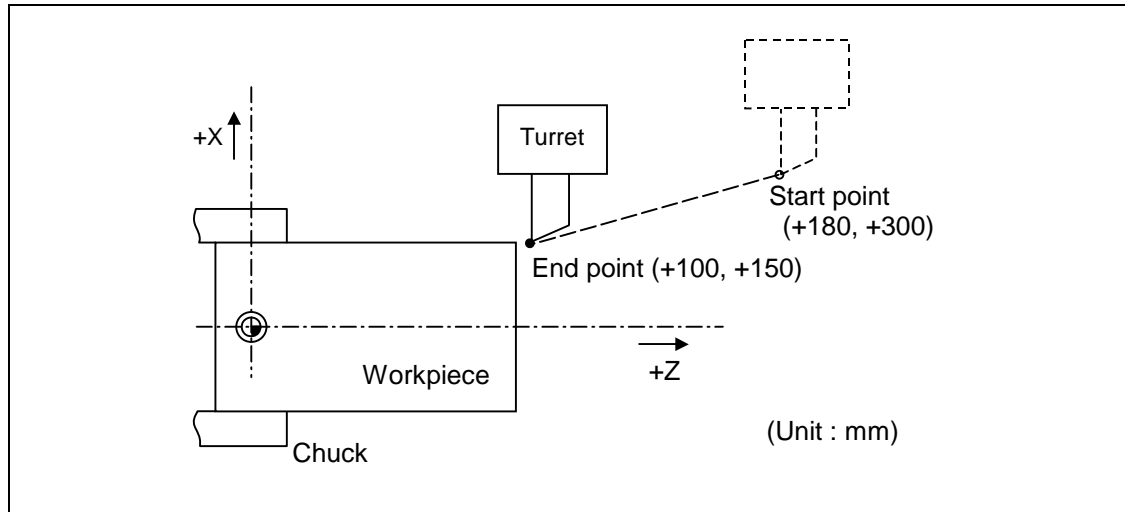 +X
Turret
Start point
(+180, +300)
End point (+100, +150)
Workpiece
+Z
(Unit : mm)
Chuck